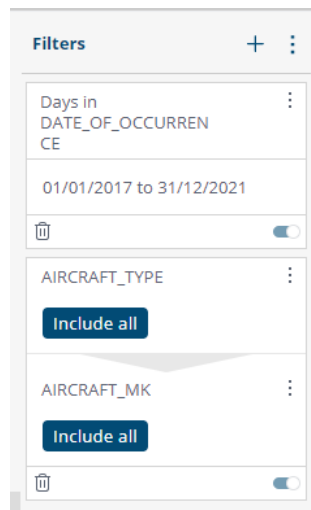 Filters
Days in
DATE_OF_OCCURREN
CE
01/01/2017 to 31/12/2021
AIRCRAFT_TYPE
Include all
AIRCRAFT_MK
Include all